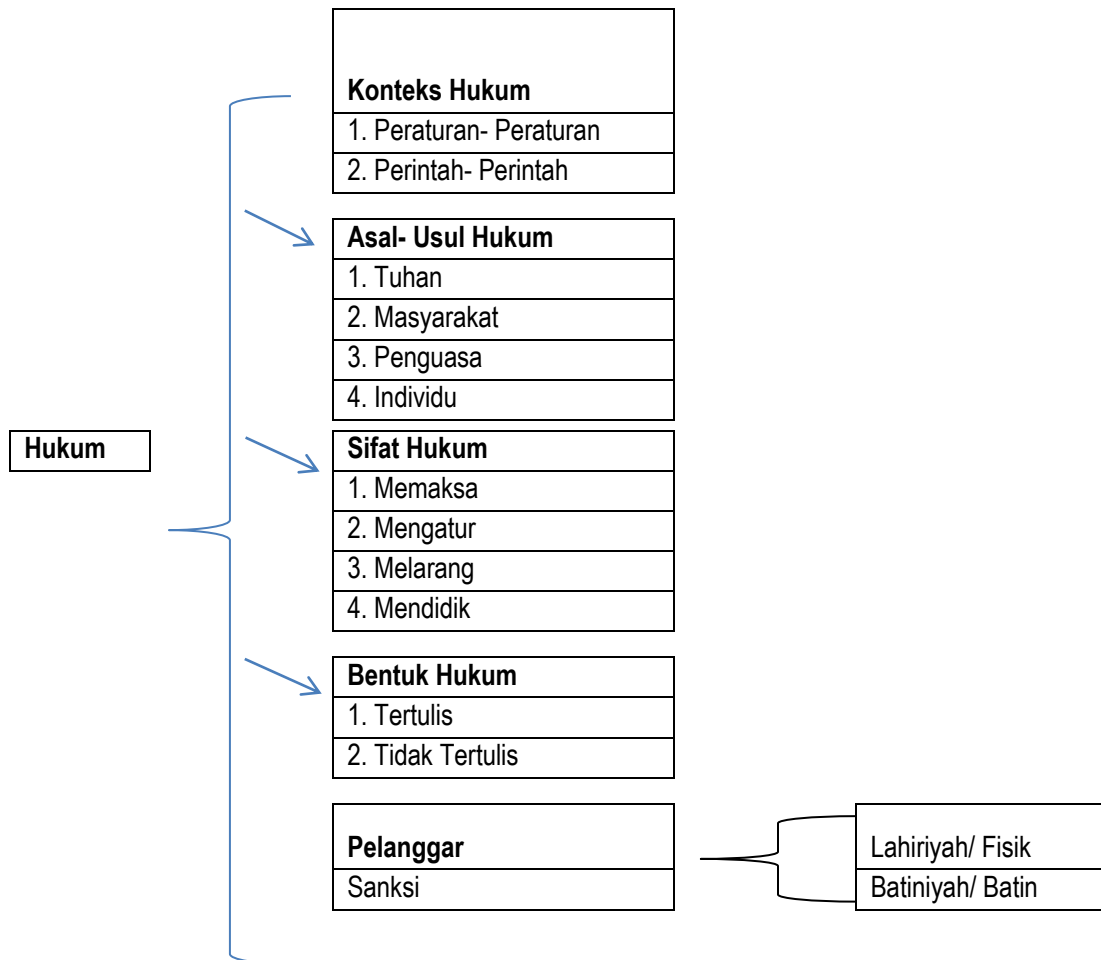 Hukum
Konteks Hukum
1. Peraturan- Peraturan
2. Perintah- Perintah
Asal- Usul Hukum
1. Tuhan
2. Masyarakat
3. Penguasa
4. Individu
Sifat Hukum
1. Memaksa
2. Mengatur
3. Melarang
4. Mendidik
Bentuk Hukum
1. Tertulis
2. Tidak Tertulis
Pelanggar
Sanksi
Lahiriyah/ Fisik
Batiniyah/ Batin